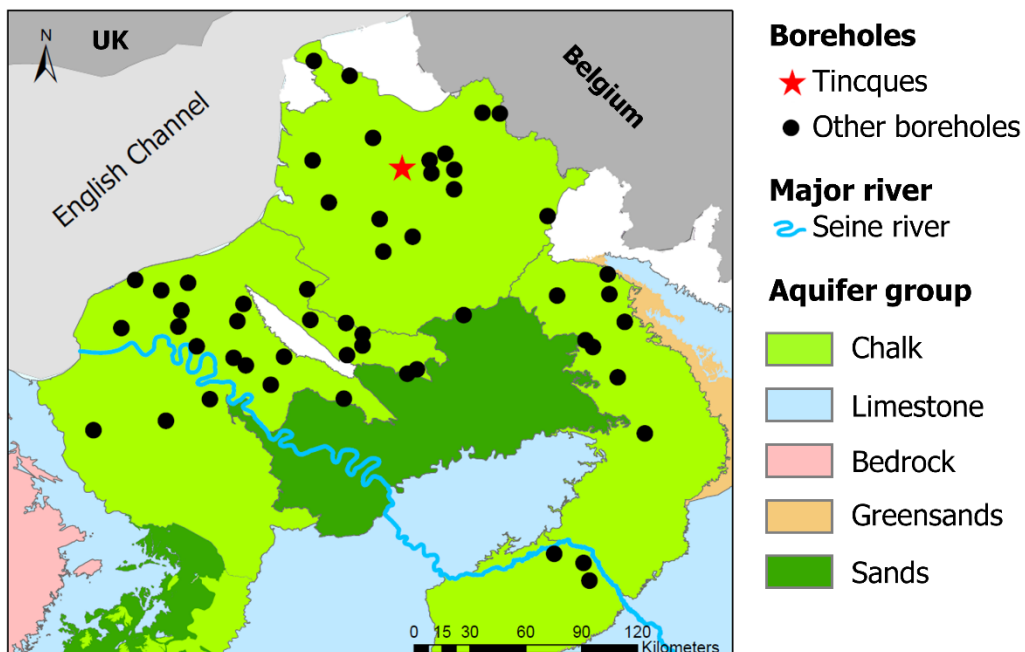 N
UK
Belgium
English Channel
0 15 30 60 90 120
Kilometers
Boreholes
Tincques
Other boreholes
Major river
Seine river
Aquifer group
Chalk
Limestone
Bedrock
Greensands
Sands